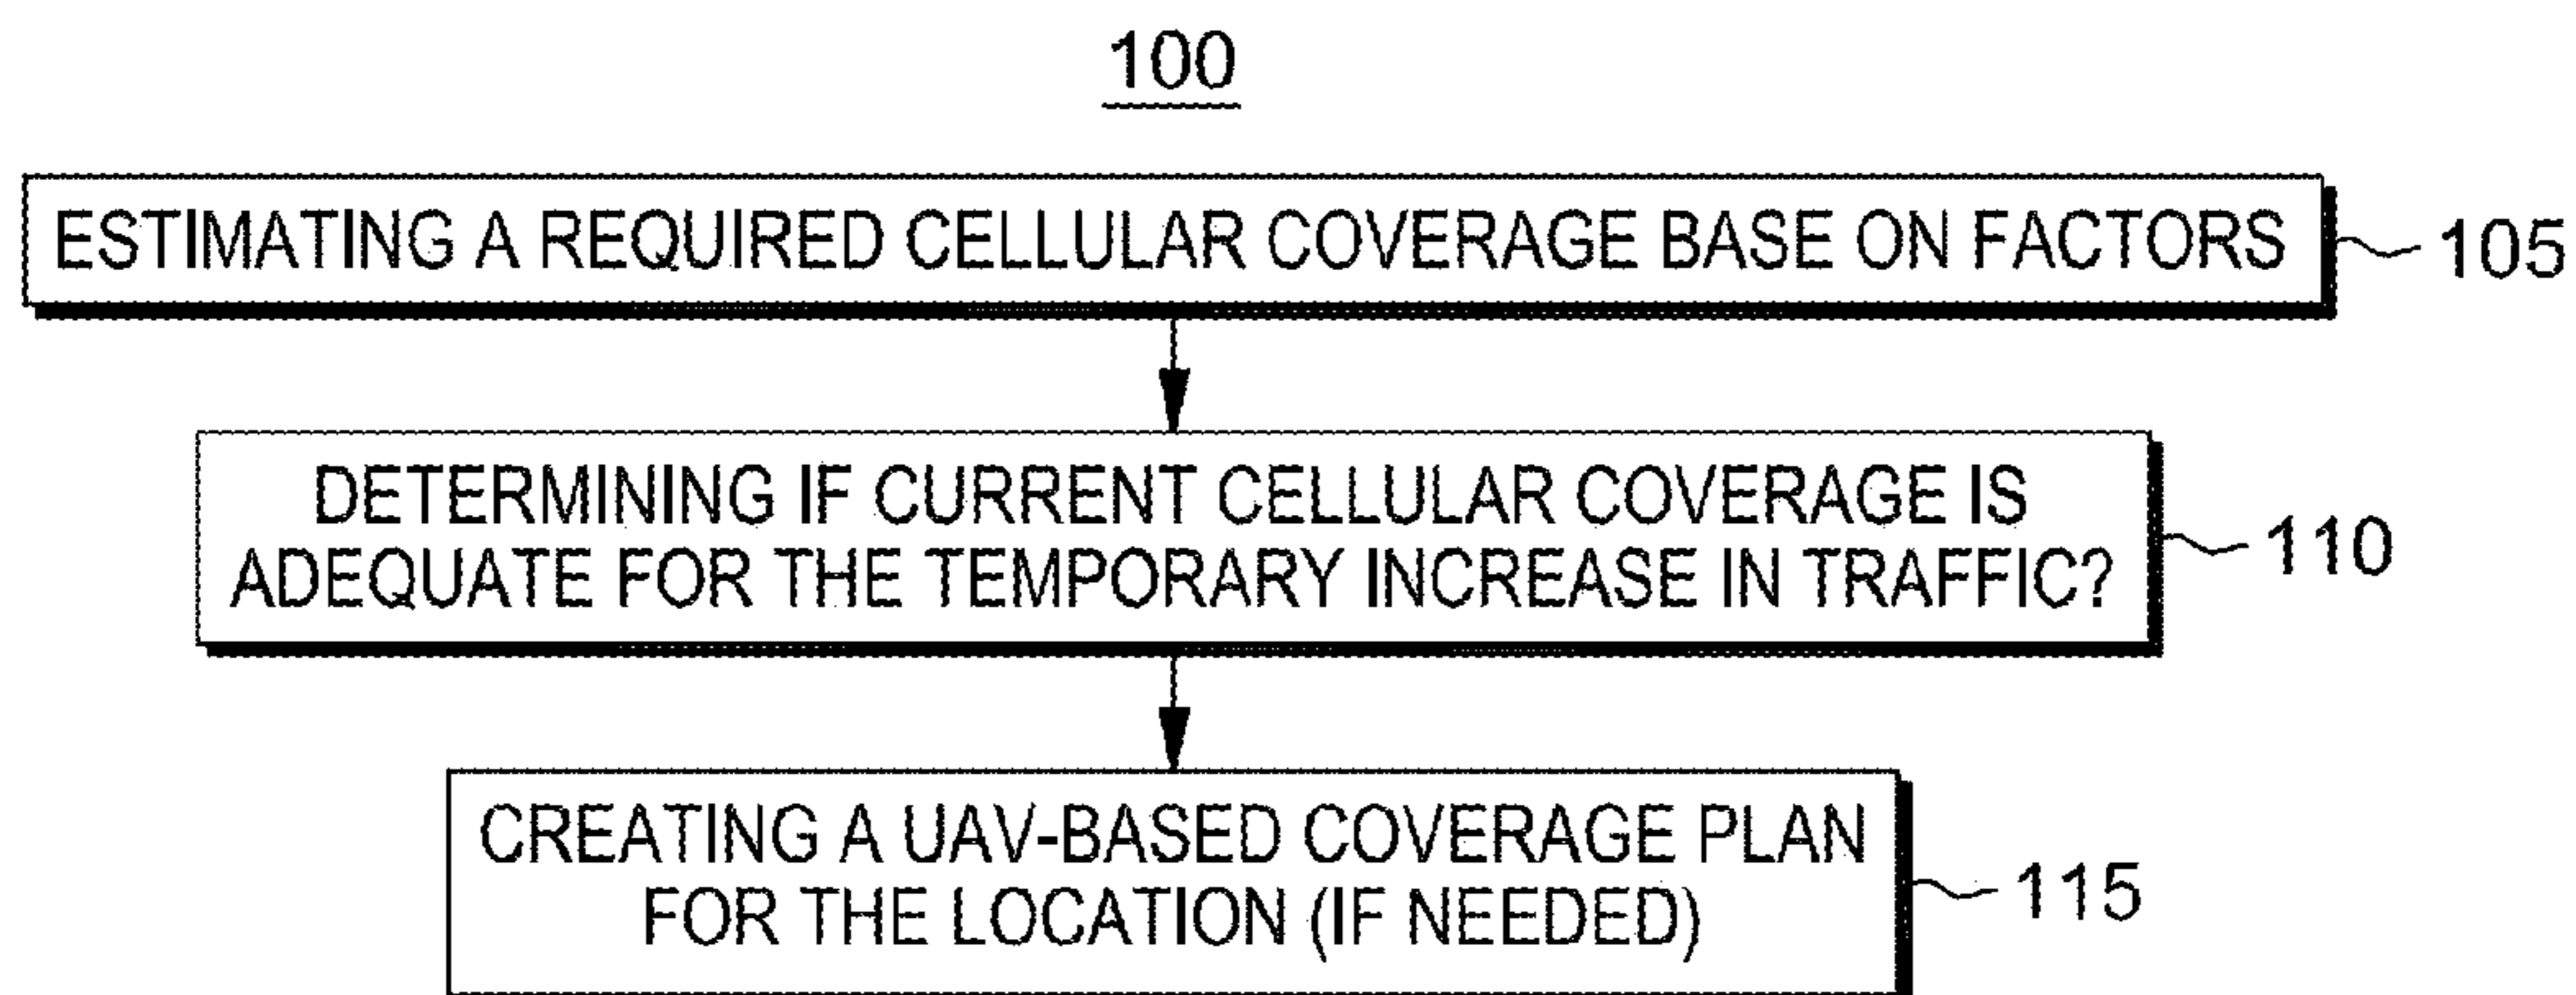 100
ESTIMATING A REQUIRED CELLULAR COVERAGE BASE ON FACTORS
105
DETERMINING IF CURRENT CELLULAR COVERAGE IS
ADEQUATE FOR THE TEMPORARY INCREASE IN TRAFFIC?
110
CREATING A UAV-BASED COVERAGE PLAN
FOR THE LOCATION (IF NEEDED)
115